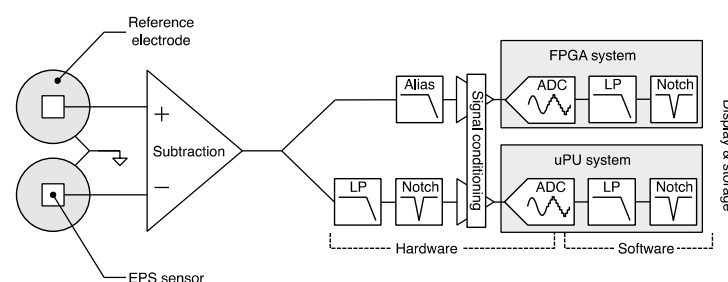 Reference
electrode
FPGA system
Alias
ADC
LP
Notch
+
Subtraction
−
Signal conditioning
Display & storage
uPU system
LP
Notch
ADC
LP
Notch
Hardware
Software
EPS sensor